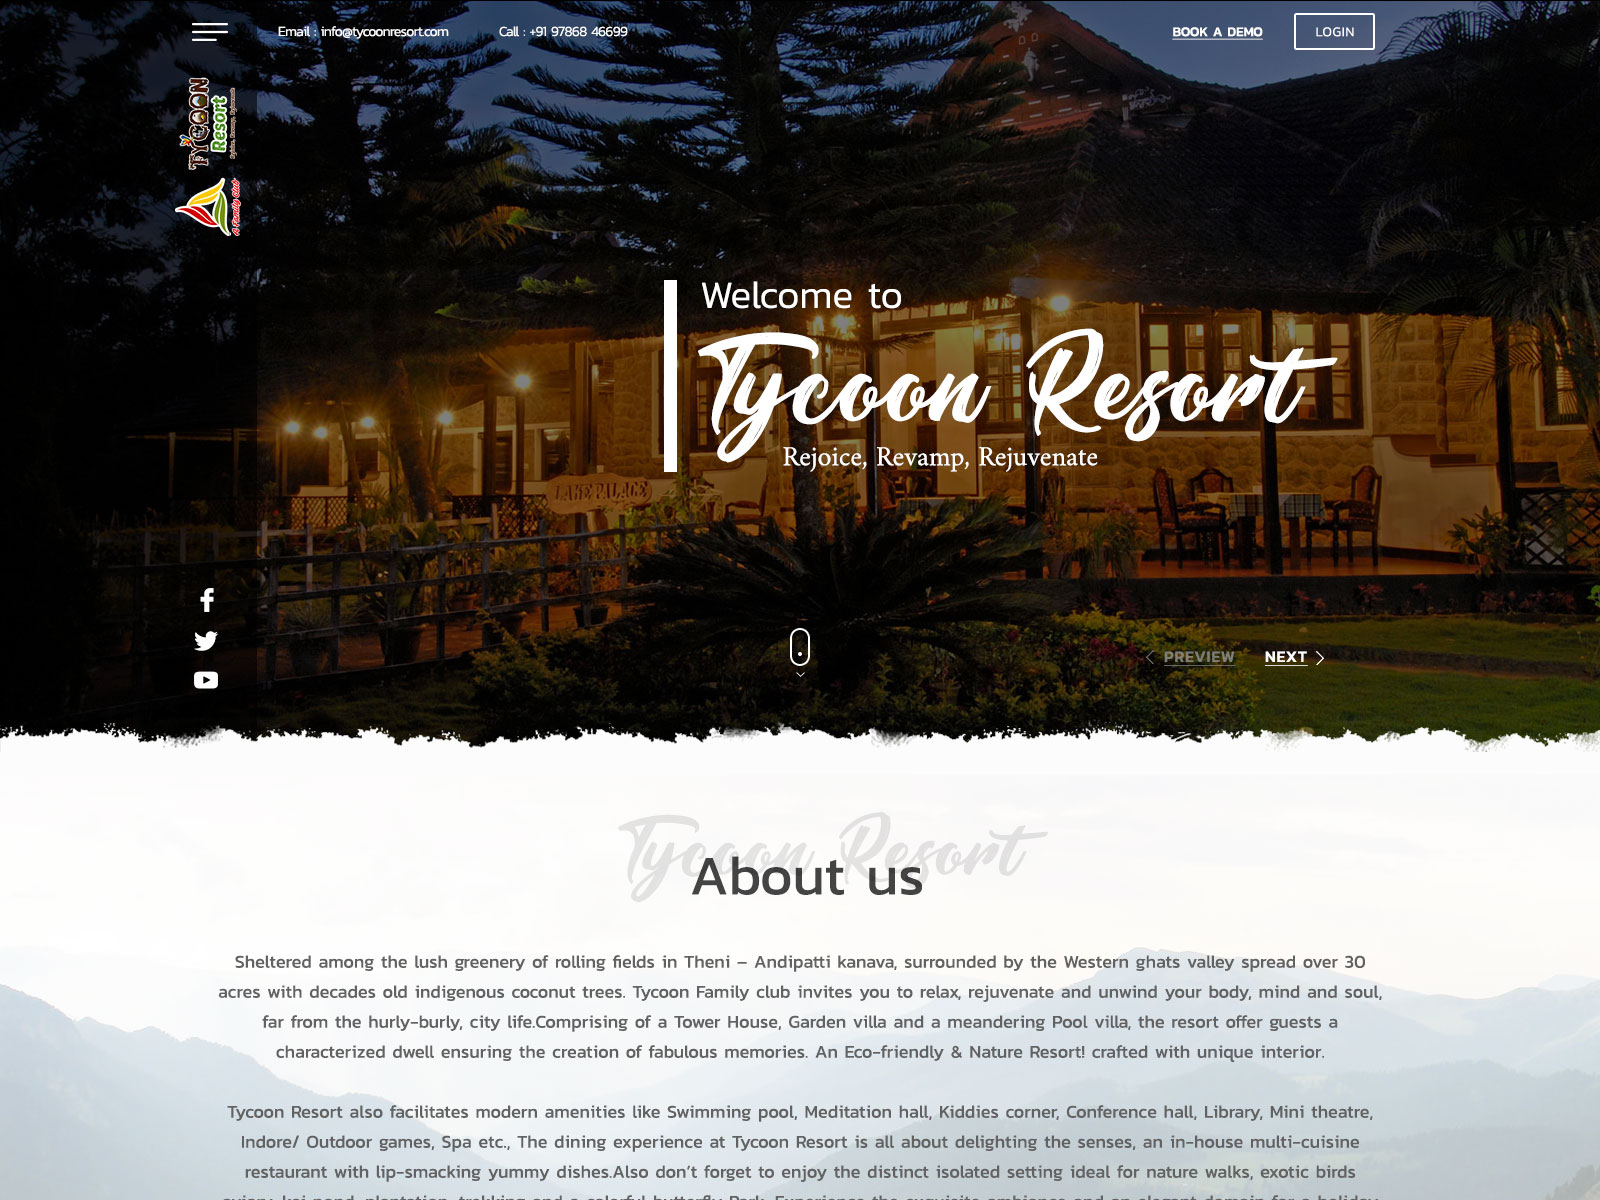 Email : info@tycoonresort.com
Call : +91 97868 46699
BOOK A DEMO
LOGIN
TYCOON
Resort
A Family Club
Welcome to
Tycoon Resort
Rejoice, Revamp, Rejuvenate
LAKE PALACE
PREVIEW
NEXT
Tycoon Resort
About us
Sheltered among the lush greenery of rolling fields in Theni – Andipatti kanava, surrounded by the Western ghats valley spread over 30
acres with decades old indigenous coconut trees. Tycoon Family club invites you to relax, rejuvenate and unwind your body, mind and soul,
far from the hurly-burly, city life.Comprising of a Tower House, Garden villa and a meandering Pool villa, the resort offer guests a
characterized dwell ensuring the creation of fabulous memories. An Eco-friendly & Nature Resort! crafted with unique interior.
Tycoon Resort also facilitates modern amenities like Swimming pool, Meditation hall, Kiddies corner, Conference hall, Library, Mini theatre,
Indore/ Outdoor games, Spa etc., The dining experience at Tycoon Resort is all about delighting the senses, an in-house multi-cuisine
restaurant with lip-smacking yummy dishes.Also don't forget to enjoy the distinct isolated setting ideal for nature walks, exotic birds